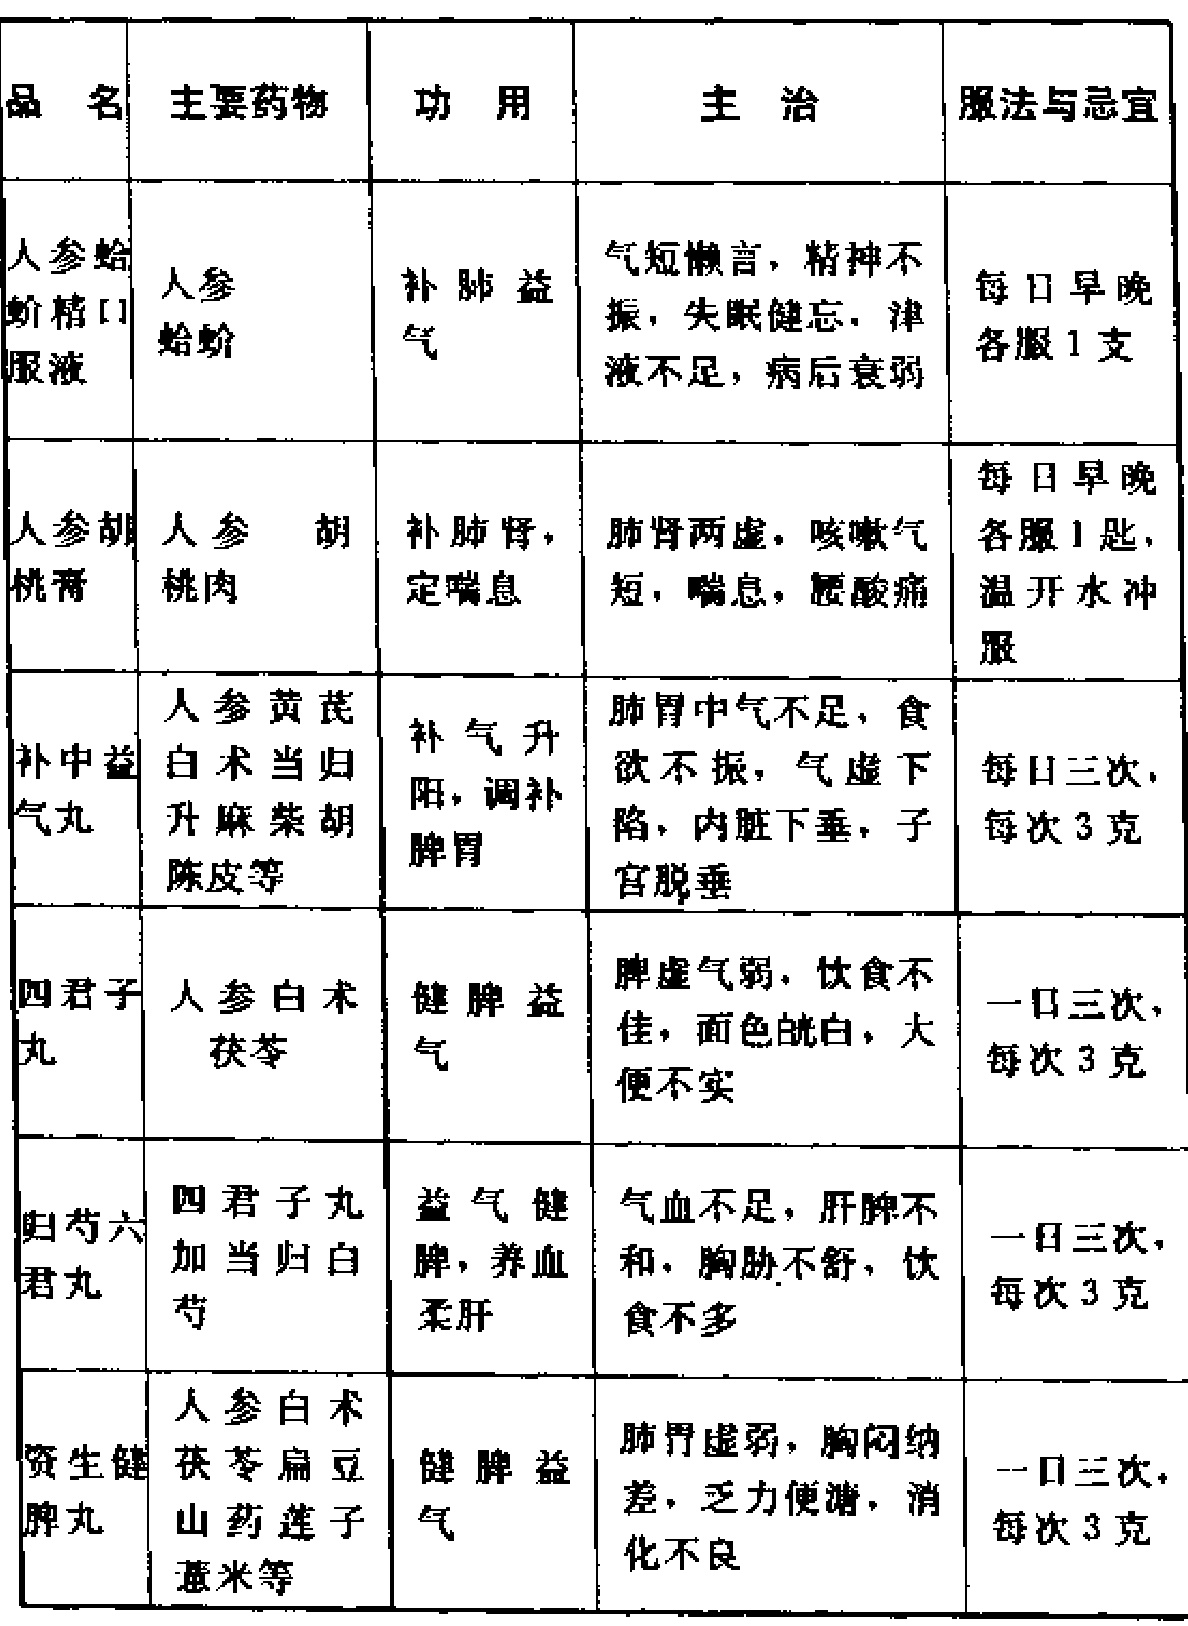 品 名 主要药物 功 用 主 治 服法与忌宜
人参蛤
蚧精口
服液
人参
蛤蚧
补肺益
气
气短懒言，精神不
振，失眠健忘，津
液不足，病后衰弱
每日早晚
各服1支
人参胡
桃膏
人参 胡
桃肉
补肺肾，
定喘息
肺肾两虚，咳嗽气
短，喘息，腰酸痛
每日早晚
各服1匙，
温开水冲
服
补中益
气丸
人参黄芪
白术当归
升麻柴胡
陈皮等
补气升
阳，调补
脾胃
肺胃中气不足，食
欲不振，气虚下
陷，内脏下垂，子
宫脱垂
每日三次，
每次3克
四君子
丸
人参白术
茯苓
健脾益
气
脾虚气弱，饮食不
佳，面色㿠白，大
便不实
一日三次，
每次3克
归芍六
君丸
四君子丸
加当归白
芍
益气健
脾，养血
柔肝
气血不足，肝脾不
和，胸胁不舒，饮
食不多
一日三次，
每次3克
资生健
脾丸
人参白术
茯苓扁豆
山药莲子
薏米等
健脾益
气
肺胃虚弱，胸闷纳
差，乏力便溏，消
化不良
一日三次，
每次3克